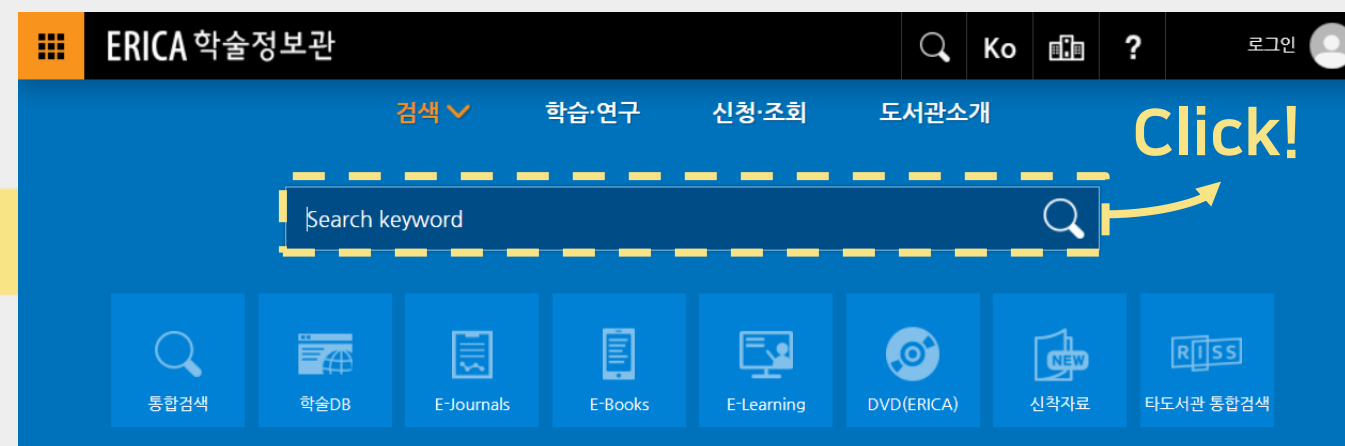 ERICA 학술정보관 Ko ? 로그인
검색 학습·연구 신청·조회 도서관소개
Click!
Search keyword
NEW RISS
통합검색 학술DB E-Journals E-Books E-Learning DVD(ERICA) 신착자료 타도서관 통합검색